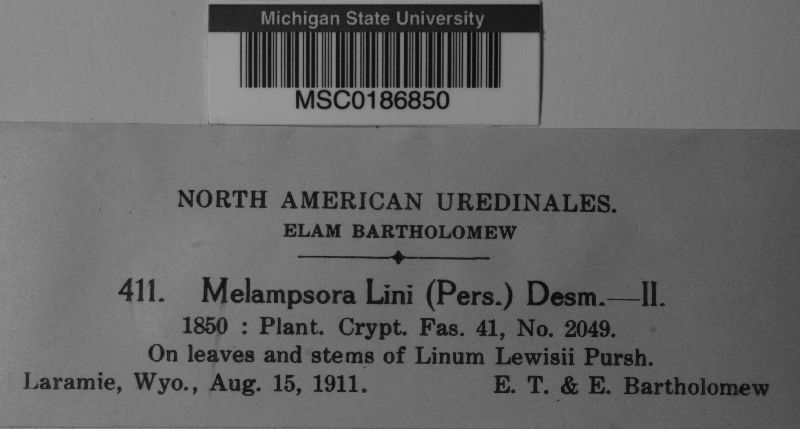 Michigan State University
MSC0186850
NORTH AMERICAN UREDINALES.
ELAM BARTHOLOMEW
411. Melampsora Lini (Pers.) Desm.—II.
1850 : Plant. Crypt. Fas. 41, No. 2049.
On leaves and stems of Linum Lewisii Pursh.
Laramie, Wyo., Aug. 15, 1911. E. T. & E. Bartholomew